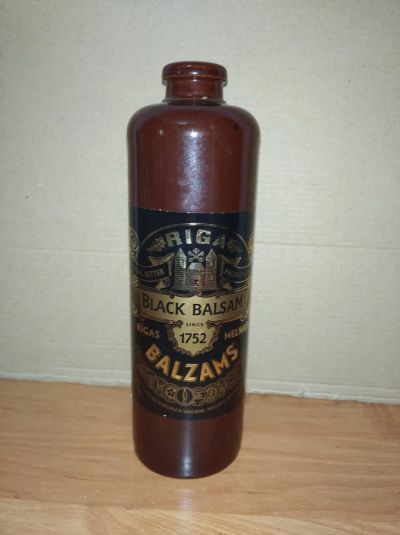 RIGA
BITTER
BLACK BALSAM
SINCE
1752
RĪGAS MELNAIS
BALZAMS